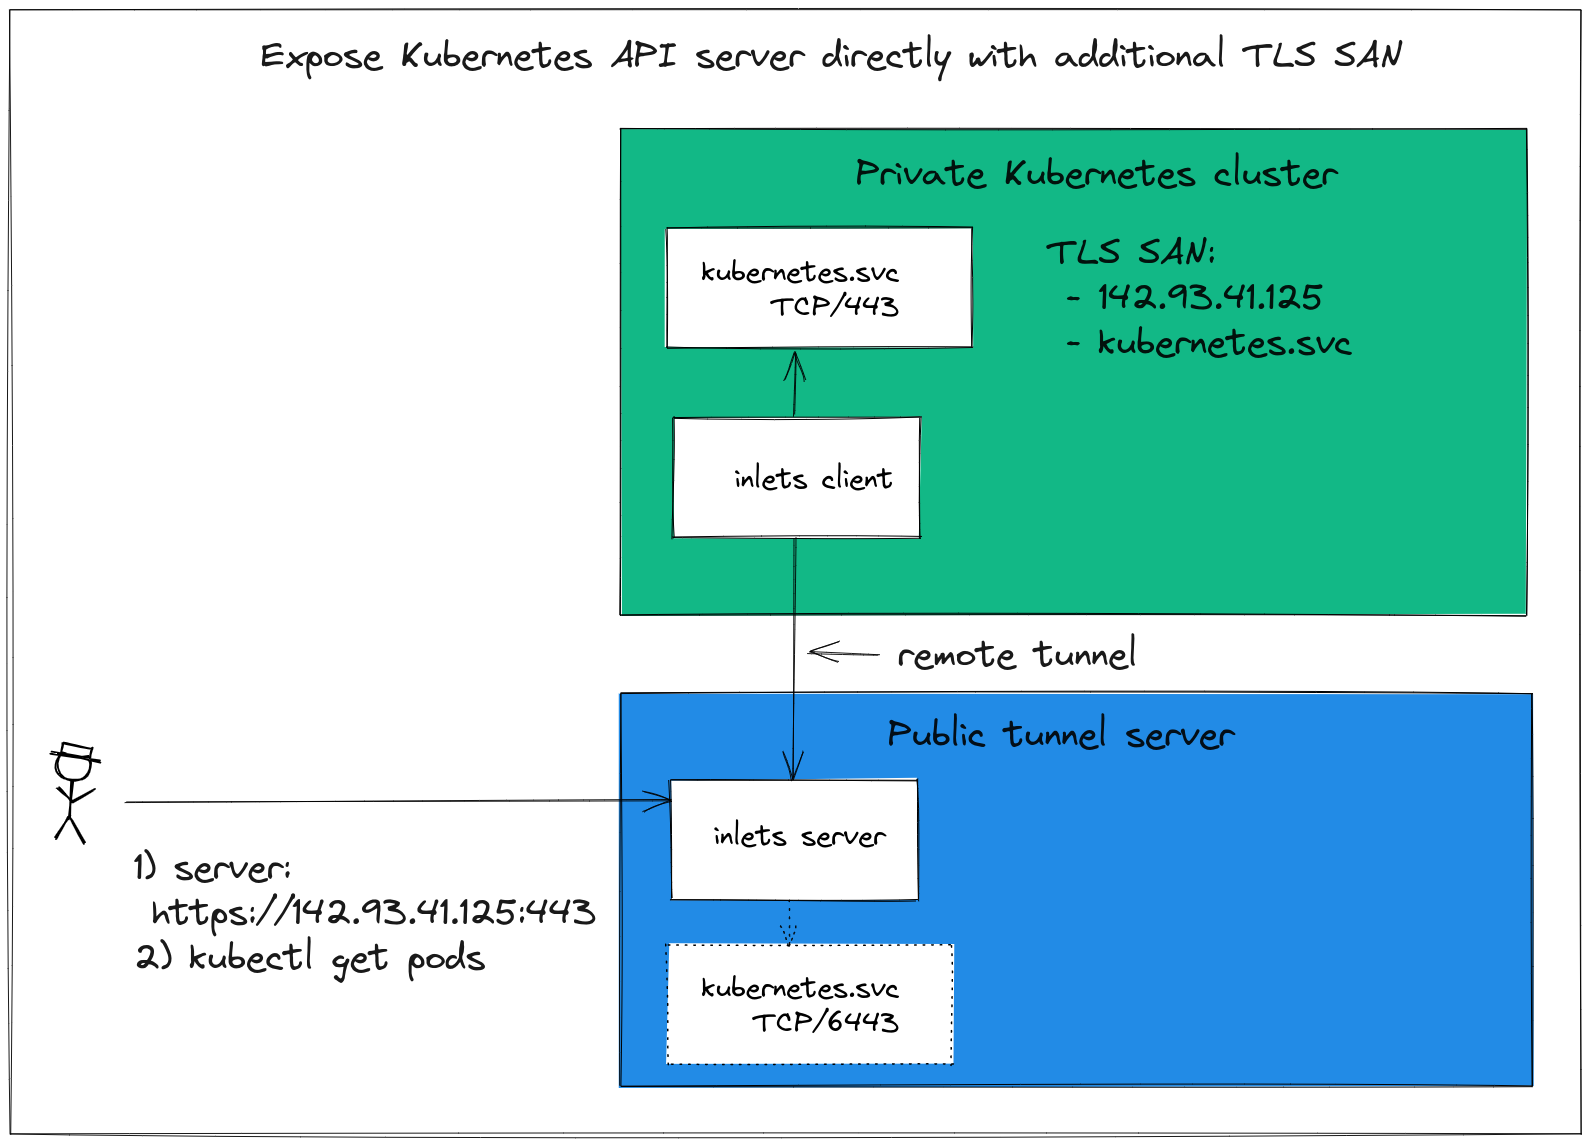 Expose Kubernetes API server directly with additional TLS SAN
Private Kubernetes cluster
kubernetes.svc
TCP/443
TLS SAN:
- 142.93.41.125
- kubernetes.svc
inlets client
remote tunnel
Public tunnel server
inlets server
1) server:
https://142.93.41.125:443
2) kubectl get pods
kubernetes.svc
TCP/6443